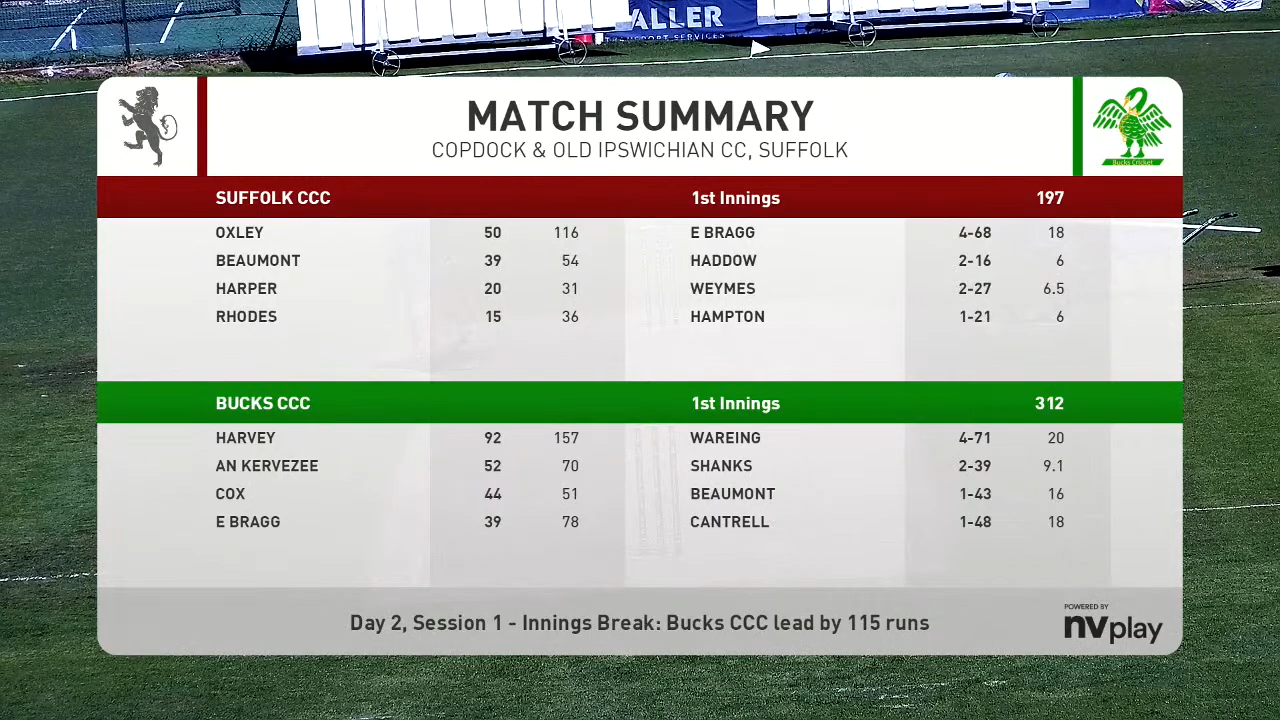 ALLER
MATCH SUMMARY
COPDOCK & OLD IPSWICHIAN CC, SUFFOLK
Bucks Cricket
SUFFOLK CCC 1st Innings 197
OXLEY 50 116 E BRAGG 4-68 18
BEAUMONT 39 54 HADDOW 2-16 6
HARPER 20 31 WEYMES 2-27 6.5
RHODES 15 36 HAMPTON 1-21 6
BUCKS CCC 1st Innings 312
HARVEY 92 157 WAREING 4-71 20
AN KERVEZEE 52 70 SHANKS 2-39 9.1
COX 44 51 BEAUMONT 1-43 16
E BRAGG 39 78 CANTRELL 1-48 18
Day 2, Session 1 - Innings Break: Bucks CCC lead by 115 runs
POWERED BY
nvplay